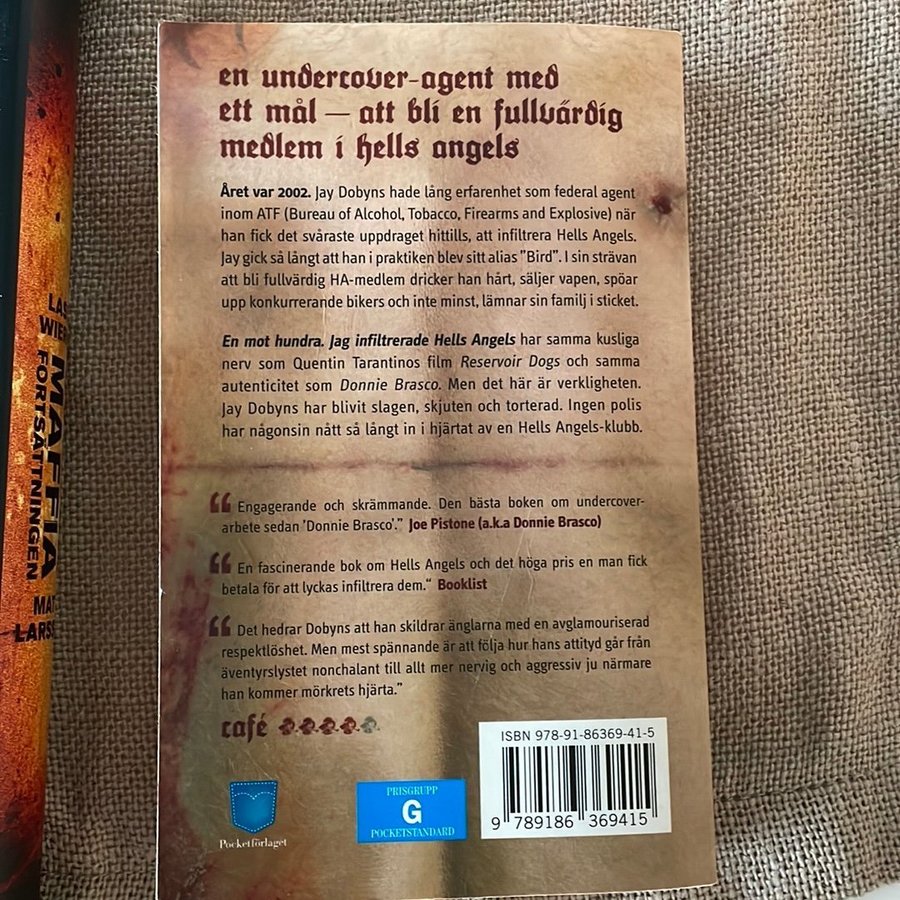 en undercover-agent med
ett mål — att bli en fullvärdig
medlem i hells angels
Året var 2002. Jay Dobyns hade lång erfarenhet som federal agent
inom ATF (Bureau of Alcohol, Tobacco, Firearms and Explosive) när
han fick det svåraste uppdraget hittills, att infiltrera Hells Angels.
Jay gick så långt att han i praktiken blev sitt alias ”Bird”. I sin strävan
att bli fullvärdig HA-medlem dricker han hårt, säljer vapen, spöar
upp konkurrerande bikers och inte minst, lämnar sin familj i sticket.
En mot hundra. Jag infiltrerade Hells Angels har samma kusliga
nerv som Quentin Tarantinos film Reservoir Dogs och samma
autenticitet som Donnie Brasco. Men det här är verkligheten.
Jay Dobyns har blivit slagen, skjuten och torterad. Ingen polis
har någonsin nått så långt in i hjärtat av en Hells Angels-klubb.
“ Engagerande och skrämmande. Den bästa boken om undercover-
arbete sedan ’Donnie Brasco’.” Joe Pistone (a.k.a Donnie Brasco)
“ En fascinerande bok om Hells Angels och det höga pris en man fick
betala för att lyckas infiltrera dem.“ Booklist
“ Det hedrar Dobyns att han skildrar änglarna med en avglamouriserad
respektlöshet. Men mest spännande är att följa hur hans attityd går från
äventyrslystet nonchalant till allt mer nervig och aggressiv ju närmare
han kommer mörkrets hjärta.”
café
ISBN 978-91-86369-41-5
9 789186 369415
Pocketförlaget
PRISGRUPP
G
POCKETSTANDARD
MAFFIA
FORTSÄTTNINGEN